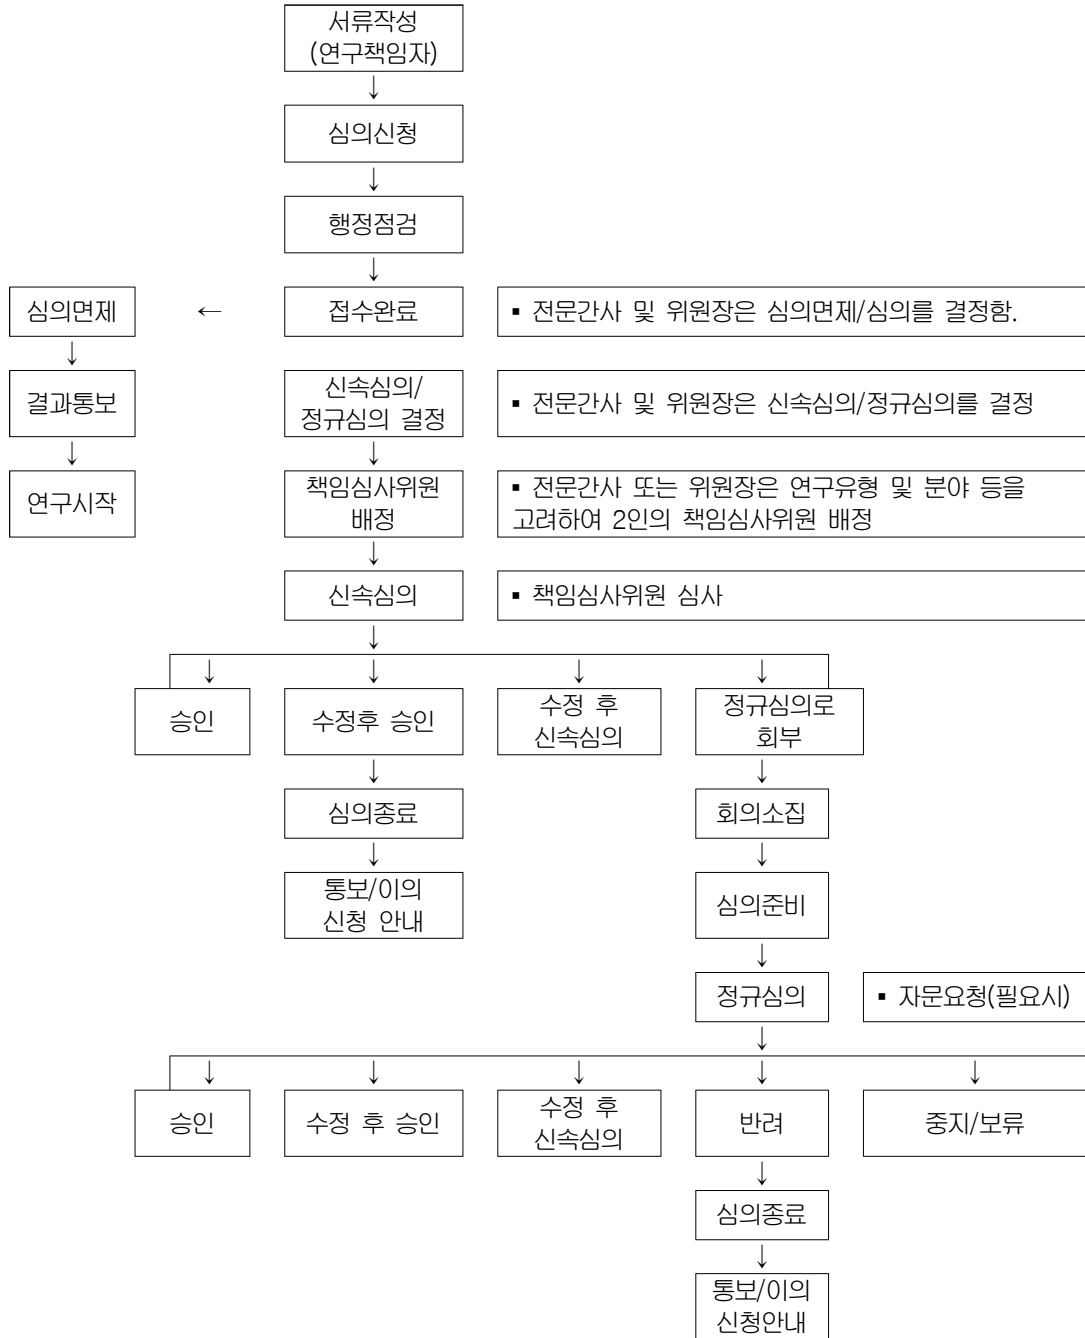 서류작성
(연구책임자)
↓
심의신청
↓
행정점검
↓
심의면제
←
접수완료
▪ 전문간사 및 위원장은 심의면제/심의를 결정함.
↓
결과통보
신속심의/
정규심의 결정
▪ 전문간사 및 위원장은 신속심의/정규심의를 결정
↓
↓
연구시작
책임심사위원
배정
▪ 전문간사 또는 위원장은 연구유형 및 분야 등을
고려하여 2인의 책임심사위원 배정
↓
신속심의
▪ 책임심사위원 심사
↓
↓
↓
↓
↓
승인
수정후 승인
수정 후
신속심의
정규심의로
회부
↓
↓
심의종료
회의소집
↓
↓
통보/이의
신청 안내
심의준비
↓
정규심의
▪ 자문요청(필요시)
↓
↓
↓
↓
↓
↓
승인
수정 후 승인
수정 후
신속심의
반려
중지/보류
↓
심의종료
↓
통보/이의
신청안내